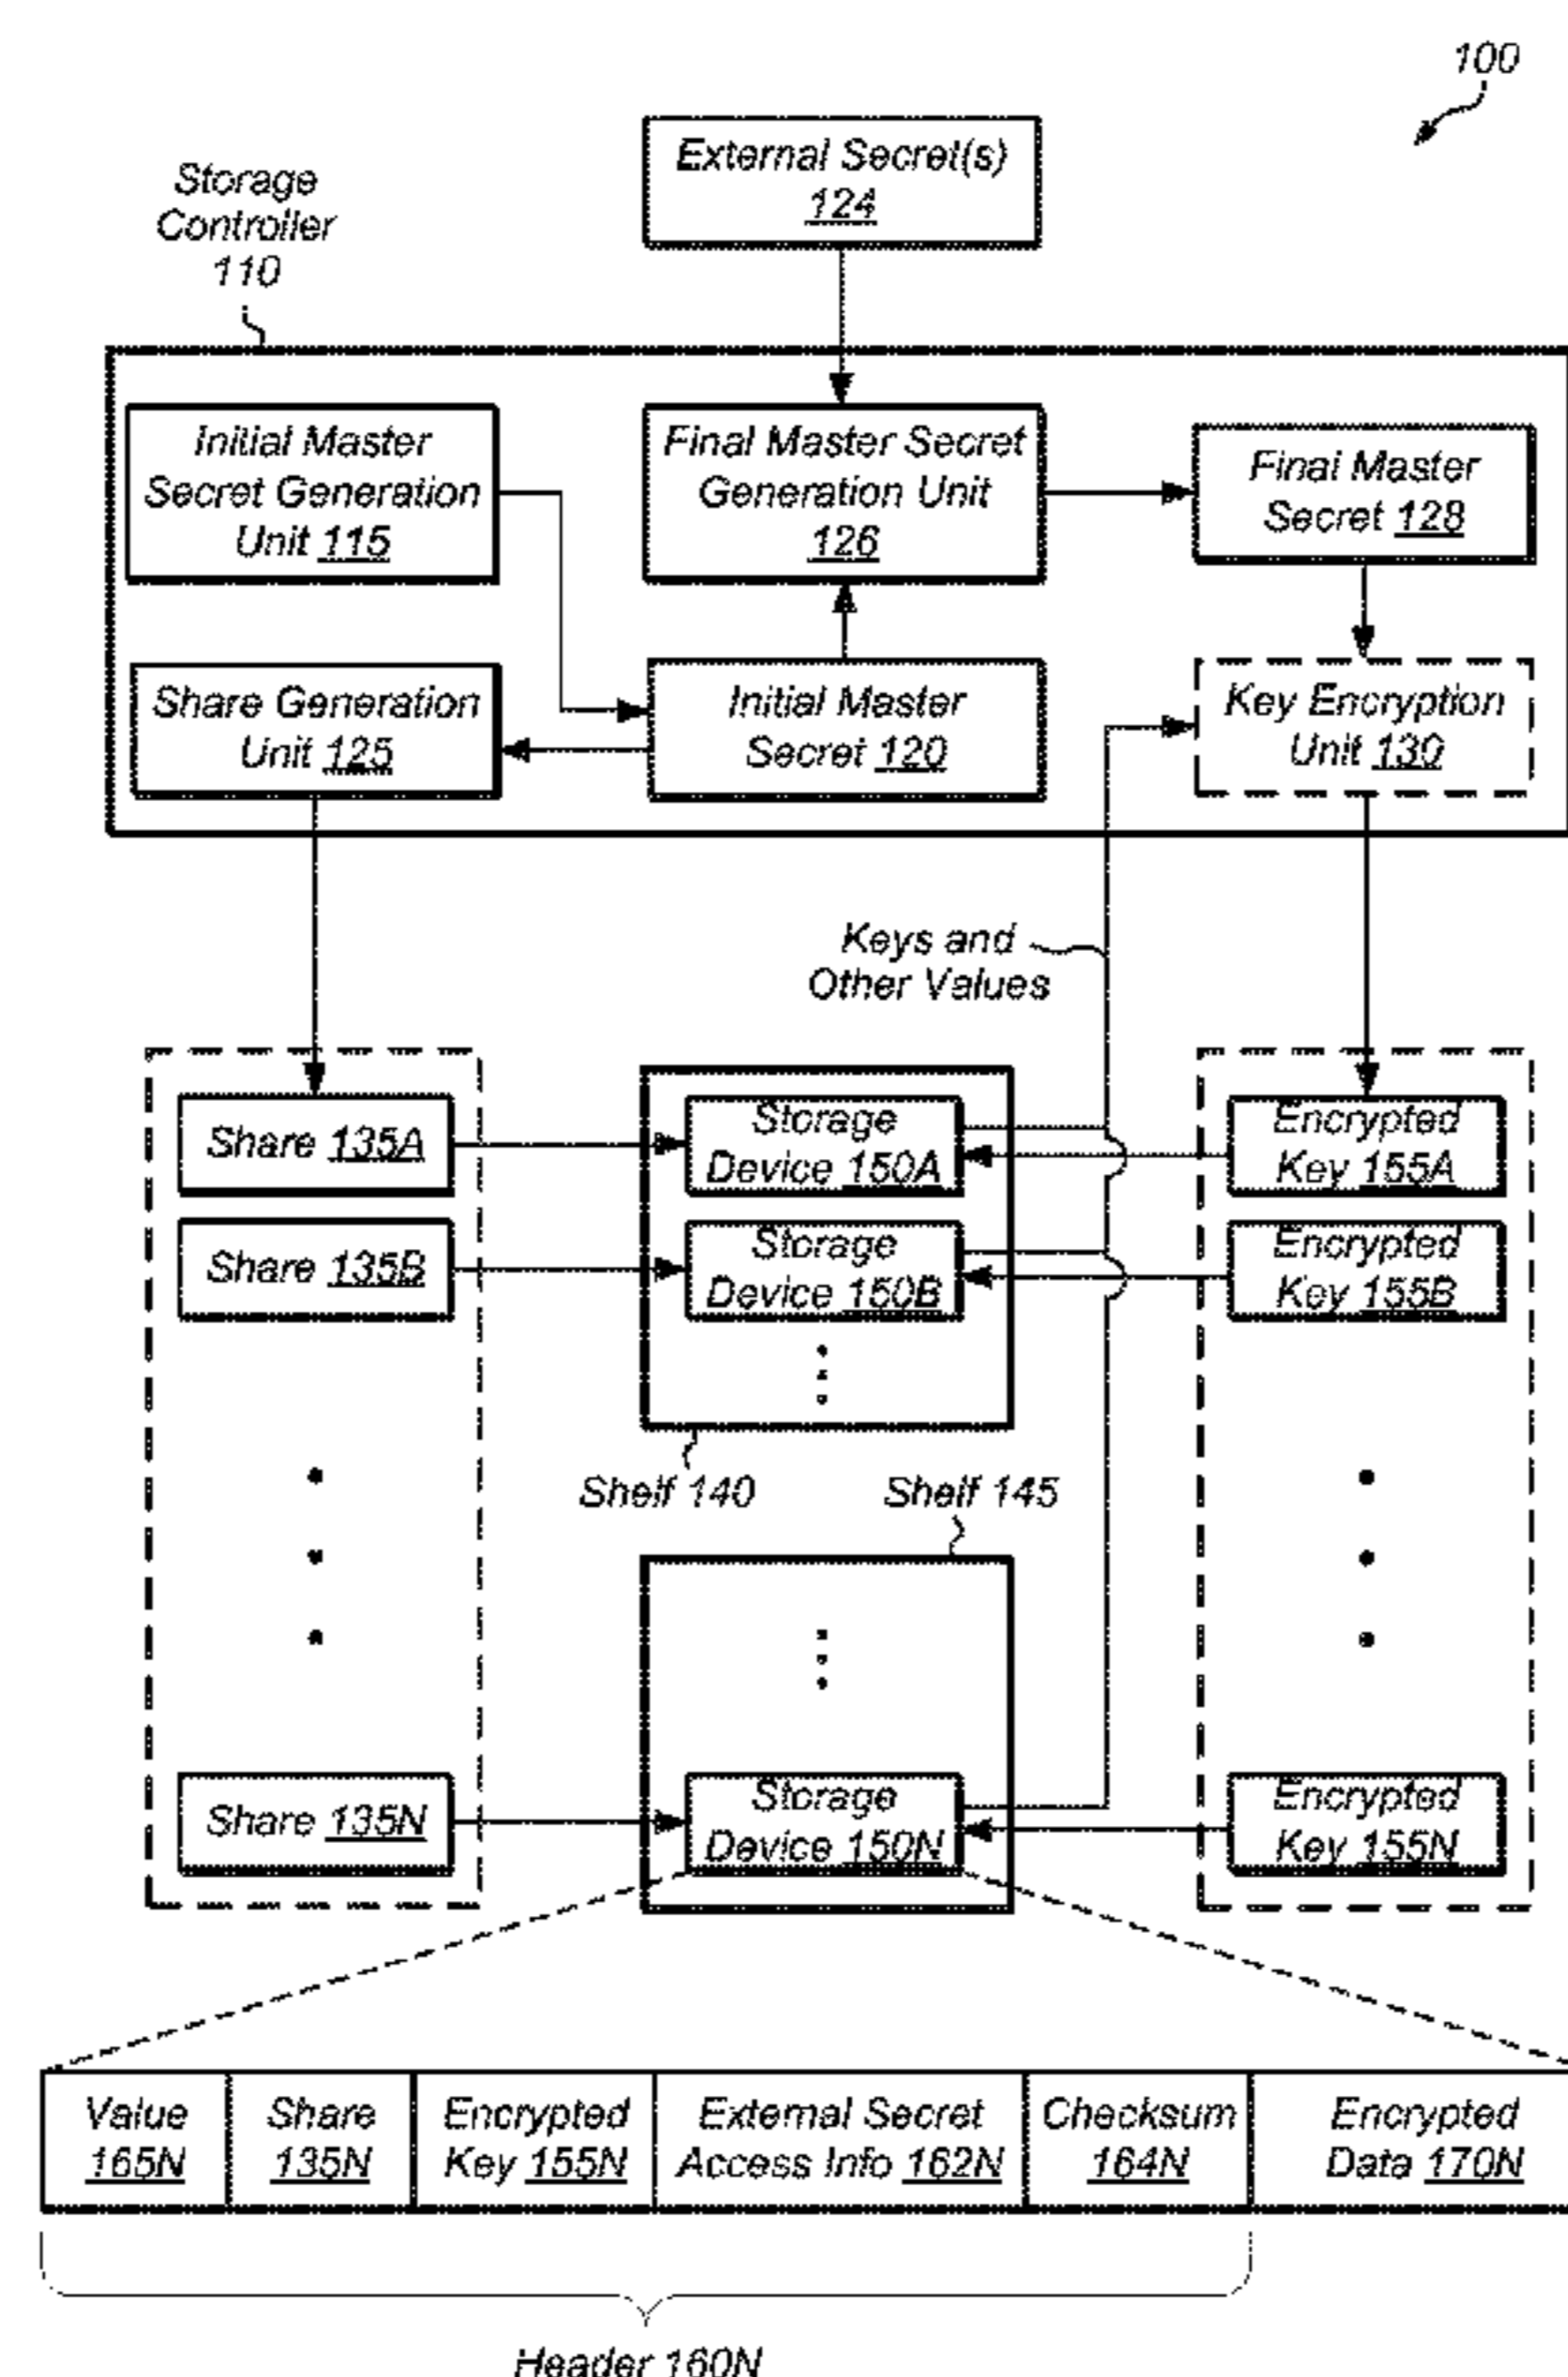 100
External Secret(s)
124
Storage
Controller
110
Initial Master
Secret Generation
Unit 115
Final Master Secret
Generation Unit
126
Final Master
Secret 128
Share Generation
Unit 125
Initial Master
Secret 120
Key Encryption
Unit 130
Keys and
Other Values
Share 135A
Storage
Device 150A
Encrypted
Key 155A
Share 135B
Storage
Device 150B
Encrypted
Key 155B
Shelf 140
Shelf 145
Share 135N
Storage
Device 150N
Encrypted
Key 155N
Value
165N
Share
135N
Encrypted
Key 155N
External Secret
Access Info 162N
Checksum
164N
Encrypted
Data 170N
Header 160N